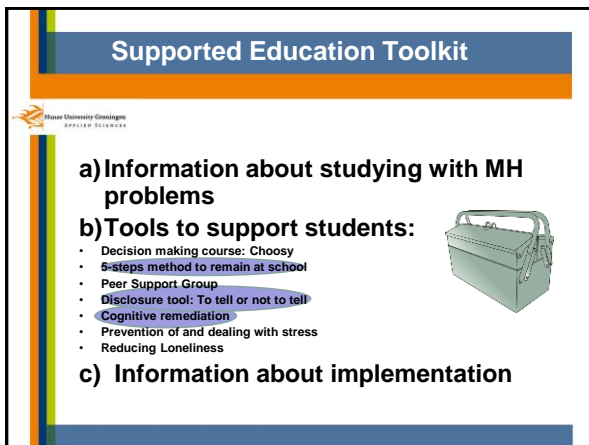 Supported Education Toolkit
Hanze University Groningen
APPLIED SCIENCES
a) Information about studying with MH
problems
b) Tools to support students:
• Decision making course: Choosy
• 5-steps method to remain at school
• Peer Support Group
• Disclosure tool: To tell or not to tell
• Cognitive remediation
• Prevention of and dealing with stress
• Reducing Loneliness
c) Information about implementation